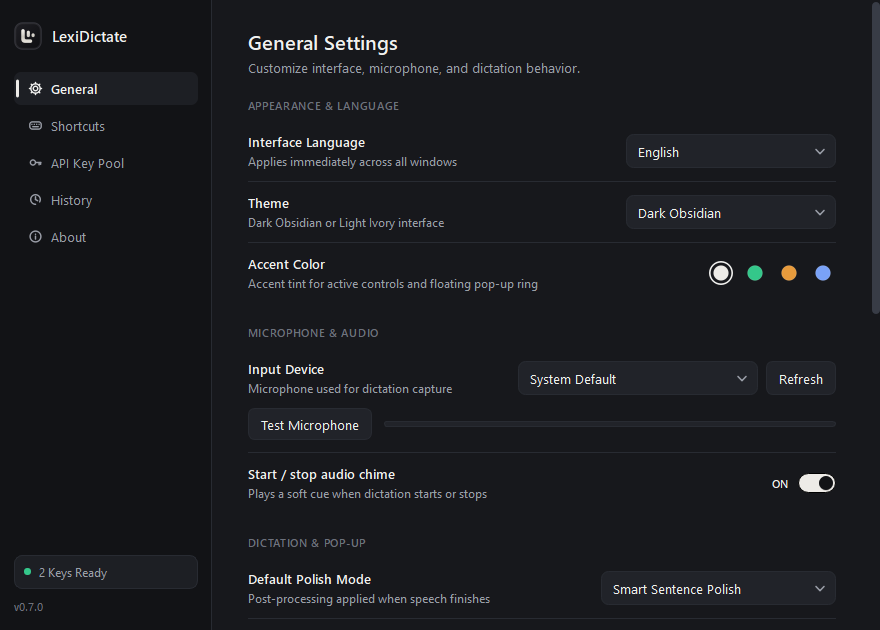 LexiDictate
General
Shortcuts
API Key Pool
History
About
2 Keys Ready
v0.7.0
General Settings
Customize interface, microphone, and dictation behavior.
APPEARANCE & LANGUAGE
Interface Language
Applies immediately across all windows
English
Theme
Dark Obsidian or Light Ivory interface
Dark Obsidian
Accent Color
Accent tint for active controls and floating pop-up ring
MICROPHONE & AUDIO
Input Device
Microphone used for dictation capture
System Default
Refresh
Test Microphone
Start / stop audio chime
Plays a soft cue when dictation starts or stops
ON
DICTATION & POP-UP
Default Polish Mode
Post-processing applied when speech finishes
Smart Sentence Polish